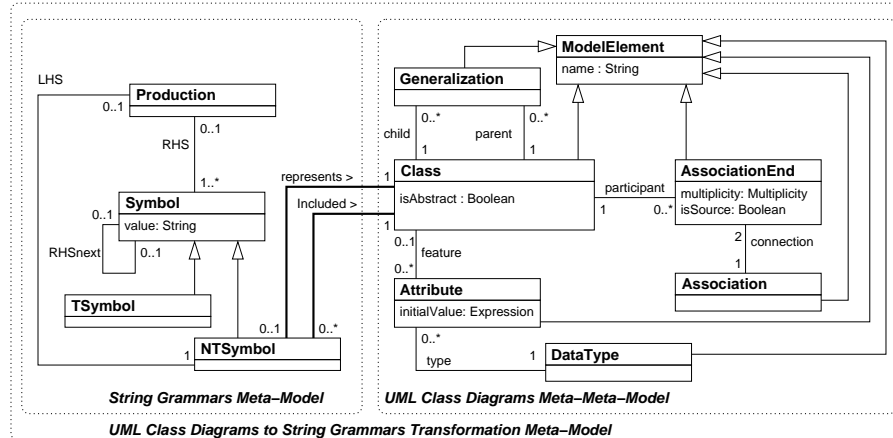 ModelElement
name : String
LHS
Generalization
Production
0..1
0..1
0..*
0..*
RHS
child
parent
1
1
1..*
represents >
1
Class
participant
AssociationEnd
Symbol
isAbstract : Boolean
multiplicity: Multiplicity
isSource: Boolean
0..1
value: String
Included >
1
1
0..*
RHSnext
0..1
0..1
feature
2
connection
0..*
1
TSymbol
Attribute
Association
initialValue: Expression
0..1
0..*
0..*
1
NTSymbol
type
1
DataType
String Grammars Meta–Model
UML Class Diagrams Meta–Meta–Model
UML Class Diagrams to String Grammars Transformation Meta–Model